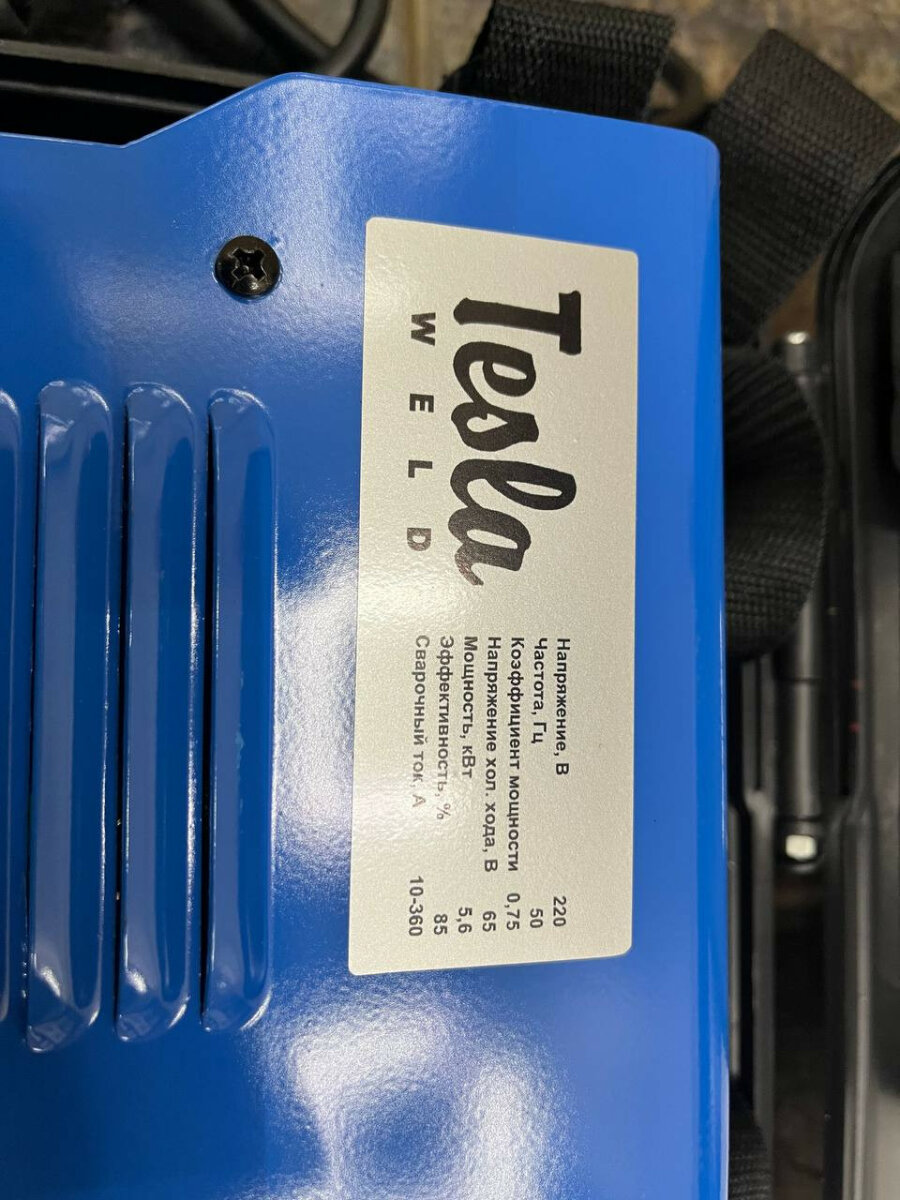 Tesla
WELD
Напряжение, В 220
Частота, Гц 50
Коэффициент мощности 0,75
Напряжение хол. хода, В 65
Мощность, кВт 5,6
Эффективность, % 85
Сварочный ток, А 10-360